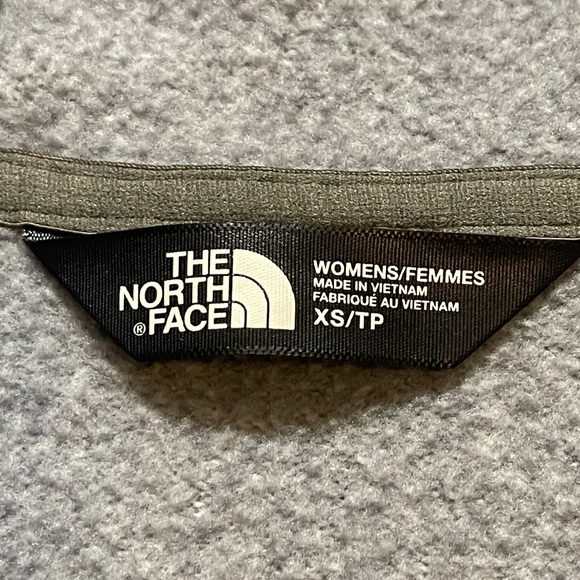 THE
NORTH
® FACE
WOMENS/FEMMES
MADE IN VIETNAM
FABRIQUÉ AU VIETNAM
XS/TP